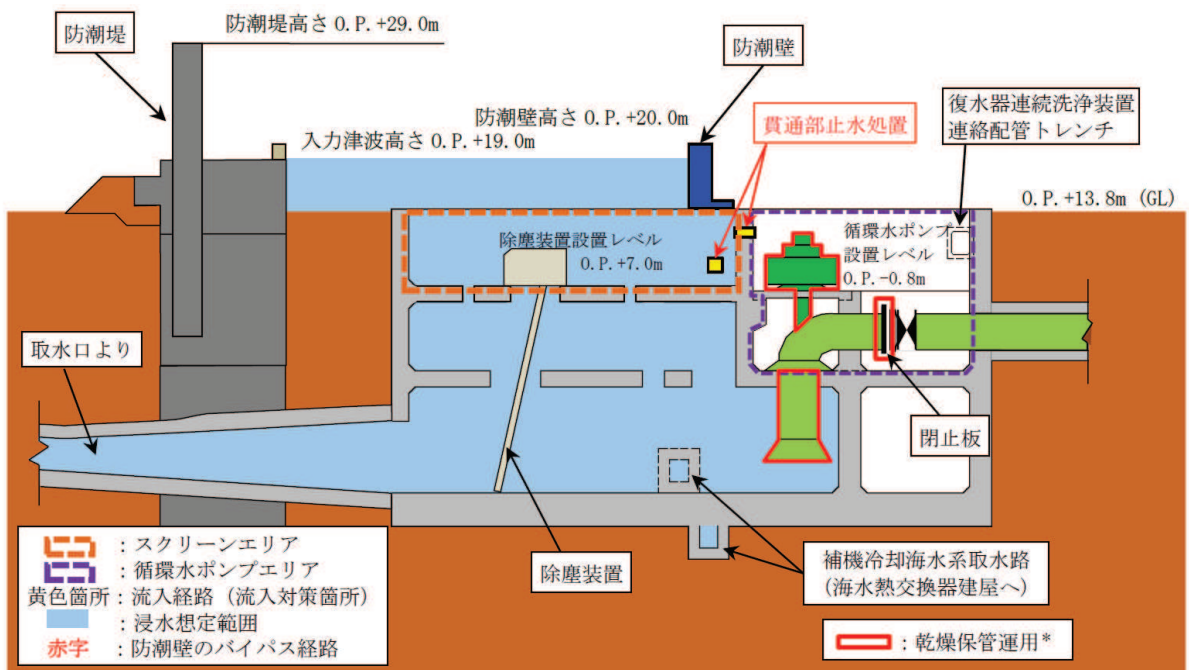 防潮堤
防潮堤高さ O.P.+29.0m
防潮壁
防潮壁高さ O.P.+20.0m
入力津波高さ O.P.+19.0m
貫通部止水処置
復水器連続洗浄装置
連絡配管トレンチ
O.P.+13.8m (GL)
除塵装置設置レベル
O.P.+7.0m
循環水ポンプ
設置レベル
O.P.-0.8m
取水口より
閉止板
除塵装置
補機冷却海水系取水路
(海水熱交換器建屋へ)
：スクリーンエリア
：循環水ポンプエリア
黄色箇所：流入経路（流入対策箇所）
：浸水想定範囲
赤字：防潮壁のバイパス経路
：乾燥保管運用*